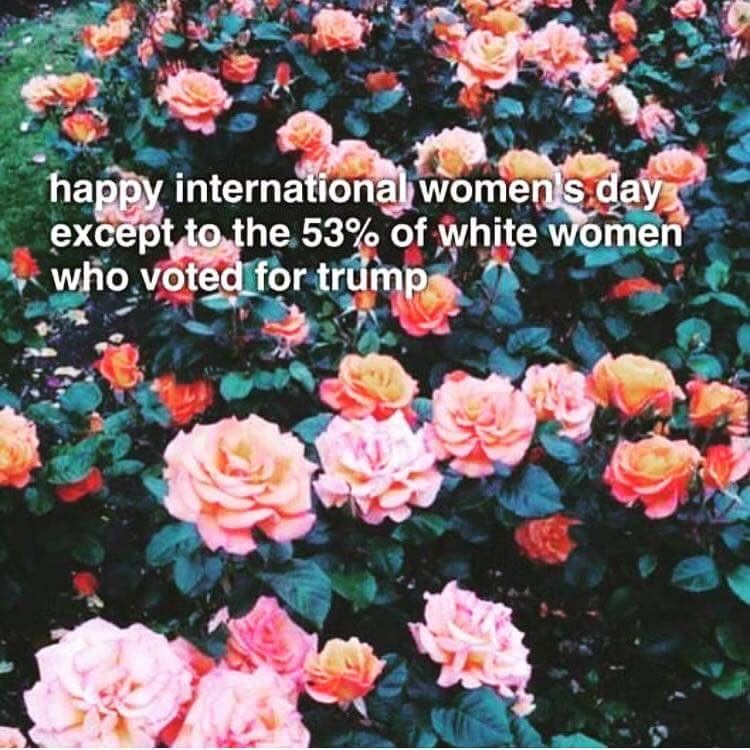 happy international women's day
except to the 53% of white women
who voted for trump